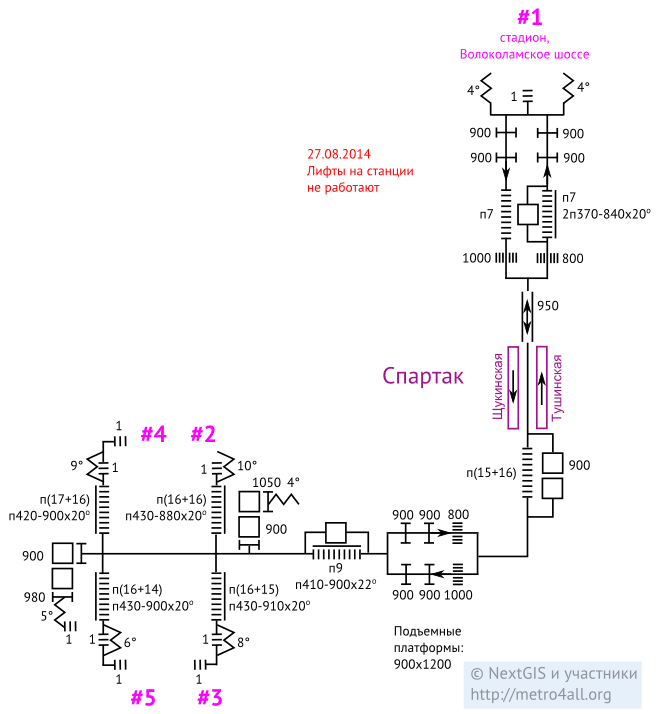 #1
стадион,
Волоколамское шоссе
4°
1
4°
900
900
900
900
27.08.2014
Лифты на станции
не работают
п7
п7
2п370-840x20°
1000
800
950
Спартак
Щукинская
Тушинская
1
#4
#2
9°
1
1
10°
1050
4°
п(17+16)
п420-900x20°
п(16+16)
п430-880x20°
900
п(15+16)
900
900
900
800
900
п9
п410-900x22°
980
5°
1
п(16+14)
п430-900x20°
п(16+15)
п430-910x20°
900
900
1000
1
6°
1
8°
1
1
#5
#3
Подъемные
платформы:
900x1200
© NextGIS и участники
http://metro4all.org